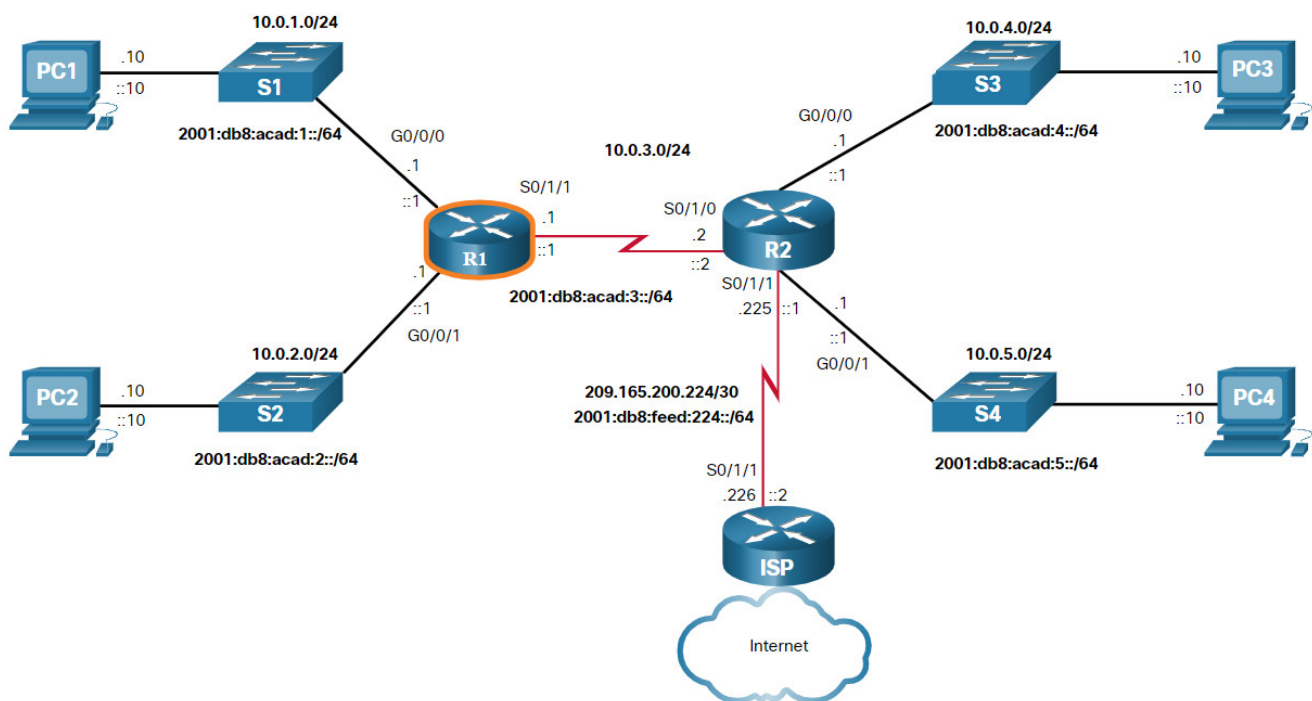 10.0.1.0/24
PC1
.10
::10
S1
2001:db8:acad:1::/64
G0/0/0
.1
::1
10.0.4.0/24
S3
.10
::10
PC3
G0/0/0
.1
::1
2001:db8:acad:4::/64
10.0.3.0/24
S0/1/1
.1
::1
R1
S0/1/0
.2
::2
R2
2001:db8:acad:3::/64
.1
::1
G0/0/1
S0/1/1
.225
::1
.1
::1
G0/0/1
10.0.2.0/24
PC2
.10
::10
S2
2001:db8:acad:2::/64
209.165.200.224/30
2001:db8:feed:224::/64
10.0.5.0/24
S4
.10
::10
PC4
2001:db8:acad:5::/64
S0/1/1
.226
::2
ISP
Internet